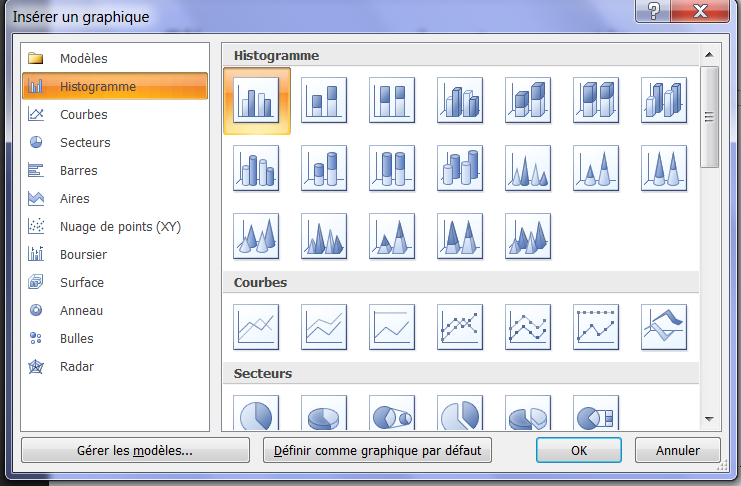 Insérer un graphique
Modèles
Histogramme
Courbes
Secteurs
Barres
Aires
Nuage de points (XY)
Boursier
Surface
Anneau
Bulles
Radar
Histogramme
Courbes
Secteurs
Gérer les modèles...
Définir comme graphique par défaut
OK
Annuler